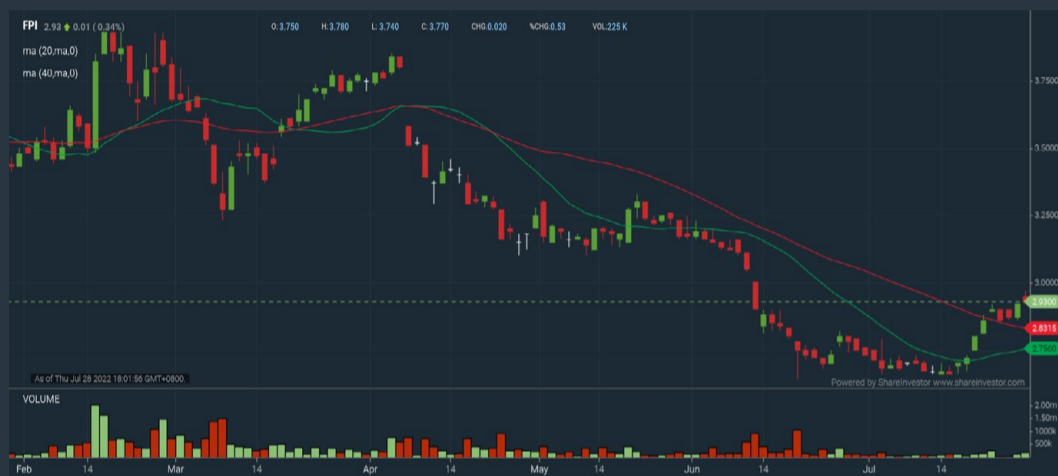 FPI 2.93 0.01 ( 0.34%) O: 3.750 H: 3.780 L: 3.740 C: 3.770 CHG:0.020 %CHG:0.53 VOL:225 K
ma (20,ma,0)
ma (40,ma,0)
3.7500
3.5000
3.2500
3.0000
2.9300
2.8315
2.7560
As of Thu Jul 28 2022 18:01:56 GMT+0800,
Powered by ShareInvestor www.shareinvestor.com
VOLUME
2.00m
1.50m
1000k
500k
Feb 14 Mar 14 Apr 14 May 14 Jun 14 Jul 14